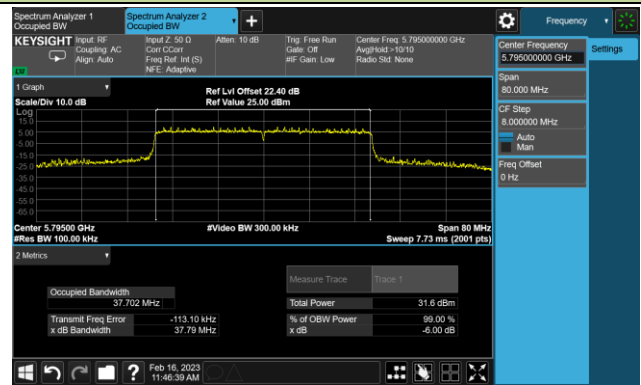 Spectrum Analyzer 1
Occupied BW
Spectrum Analyzer 2
Occupied BW
Frequency
KEYSIGHT
Input: RF
Coupling: AC
Align: Auto
Input Z: 50 Ω
Corr CCorr
Freq Ref: Int (S)
NFE: Adaptive
Atten: 10 dB
Trig: Free Run
Gate: Off
#IF Gain: Low
Center Freq: 5.795000000 GHz
Avg|Hold:>10/10
Radio Std: None
Center Frequency
5.795000000 GHz
Settings
Span
80.000 MHz
CF Step
8.000000 MHz
Auto
Man
Freq Offset
0 Hz
1 Graph
Scale/Div 10.0 dB
Ref Lvl Offset 22.40 dB
Ref Value 25.00 dBm
Log
15.0
5.00
-5.00
-15.0
-25.0
-35.0
-45.0
-55.0
-65.0
Center 5.79500 GHz
#Video BW 300.00 kHz
Span 80 MHz
#Res BW 100.00 kHz
Sweep 7.73 ms (2001 pts)
2 Metrics
Measure Trace
Trace 1
Occupied Bandwidth
37.702 MHz
Total Power
31.6 dBm
Transmit Freq Error
-113.10 kHz
% of OBW Power
99.00 %
x dB Bandwidth
37.79 MHz
x dB
-6.00 dB
?
Feb 16, 2023
11:46:39 AM